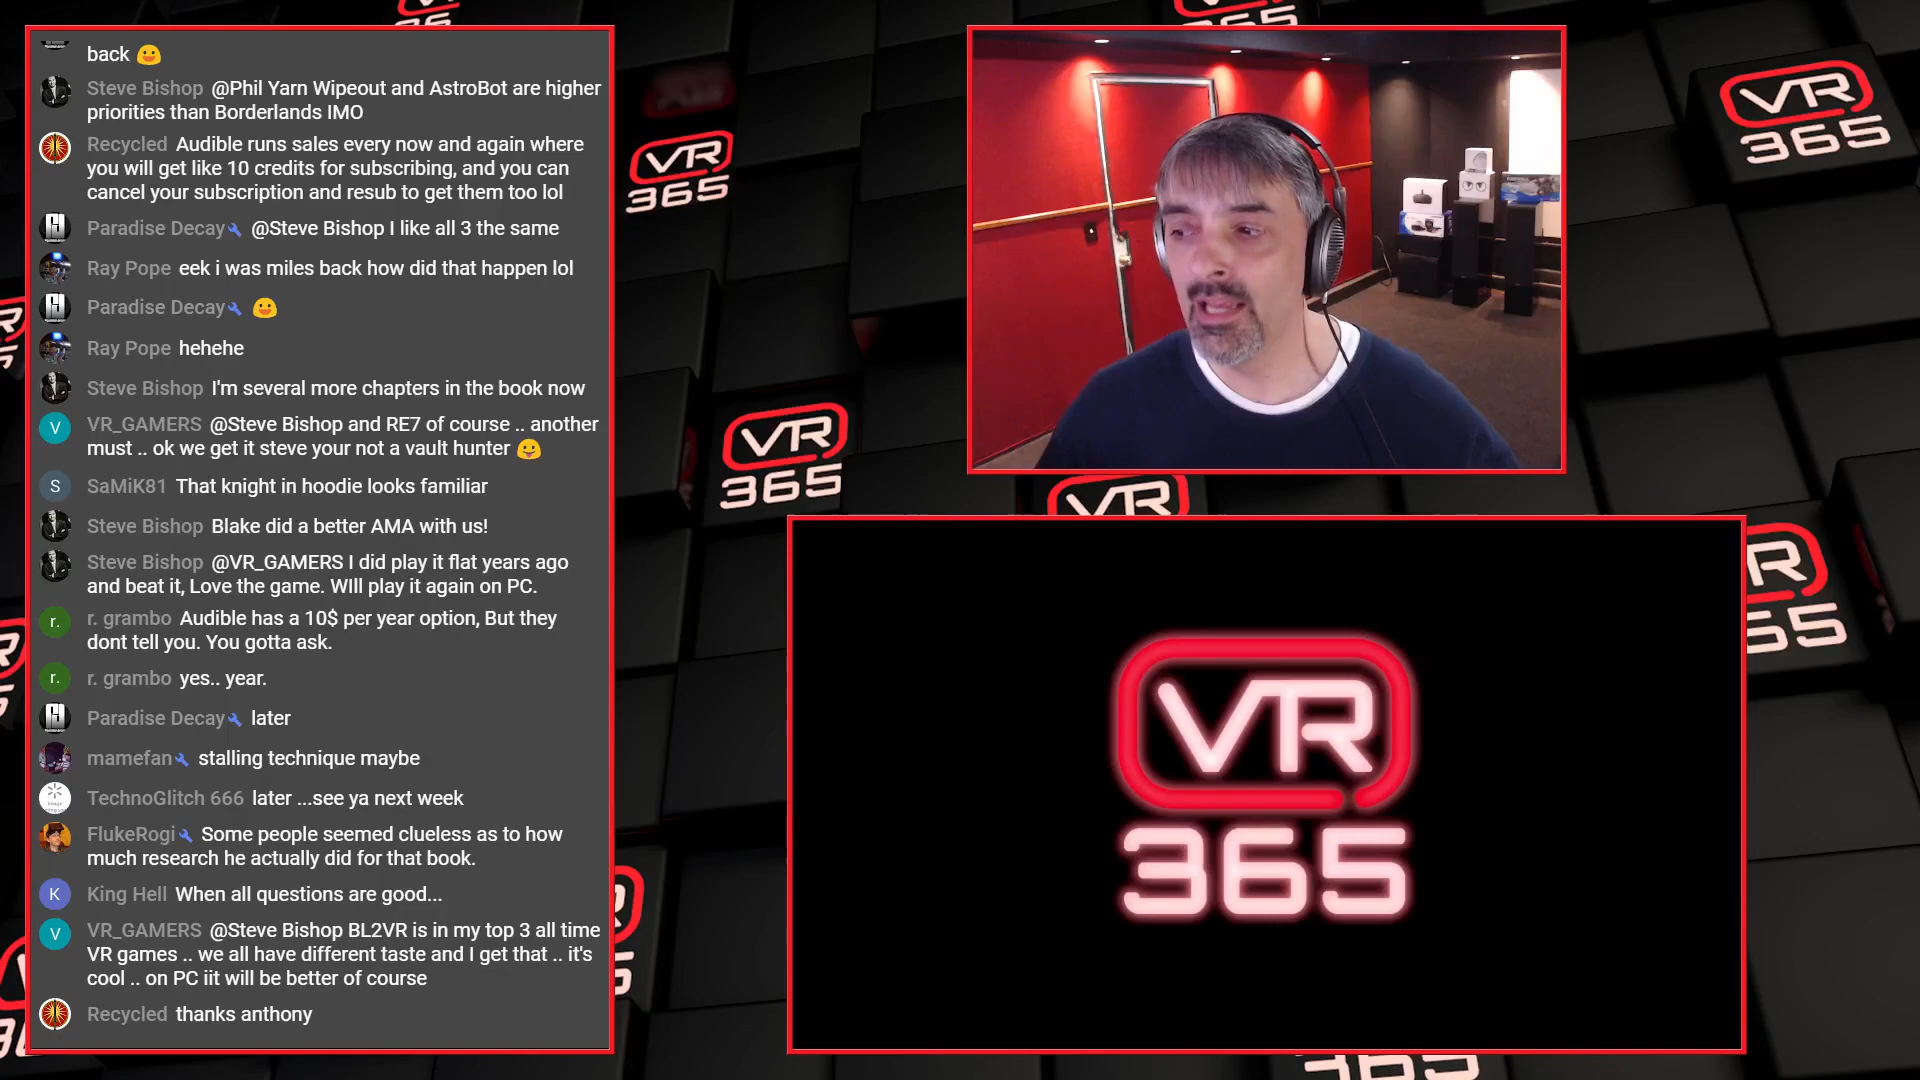 back
Steve Bishop @Phil Yarn Wipeout and AstroBot are higher
priorities than Borderlands IMO
Recycled Audible runs sales every now and again where
you will get like 10 credits for subscribing, and you can
cancel your subscription and resub to get them too lol
Paradise Decay @Steve Bishop I like all 3 the same
Ray Pope eek i was miles back how did that happen lol
Paradise Decay
Ray Pope hehehe
Steve Bishop I'm several more chapters in the book now
V VR_GAMERS @Steve Bishop and RE7 of course .. another
must .. ok we get it steve your not a vault hunter
S SaMiK81 That knight in hoodie looks familiar
Steve Bishop Blake did a better AMA with us!
Steve Bishop @VR_GAMERS I did play it flat years ago
and beat it, Love the game. WIll play it again on PC.
r. r. grambo Audible has a 10$ per year option, But they
dont tell you. You gotta ask.
r. r. grambo yes.. year.
Paradise Decay later
mamefan stalling technique maybe
TechnoGlitch 666 later ...see ya next week
FlukeRogi Some people seemed clueless as to how
much research he actually did for that book.
K King Hell When all questions are good...
V VR_GAMERS @Steve Bishop BL2VR is in my top 3 all time
VR games .. we all have different taste and I get that .. it's
cool .. on PC iit will be better of course
Recycled thanks anthony
VR
365
VR
365
VR
365
VR
365
VR
365